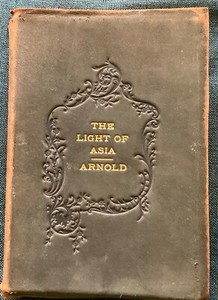 THE
LIGHT OF
ASIA
ARNOLD